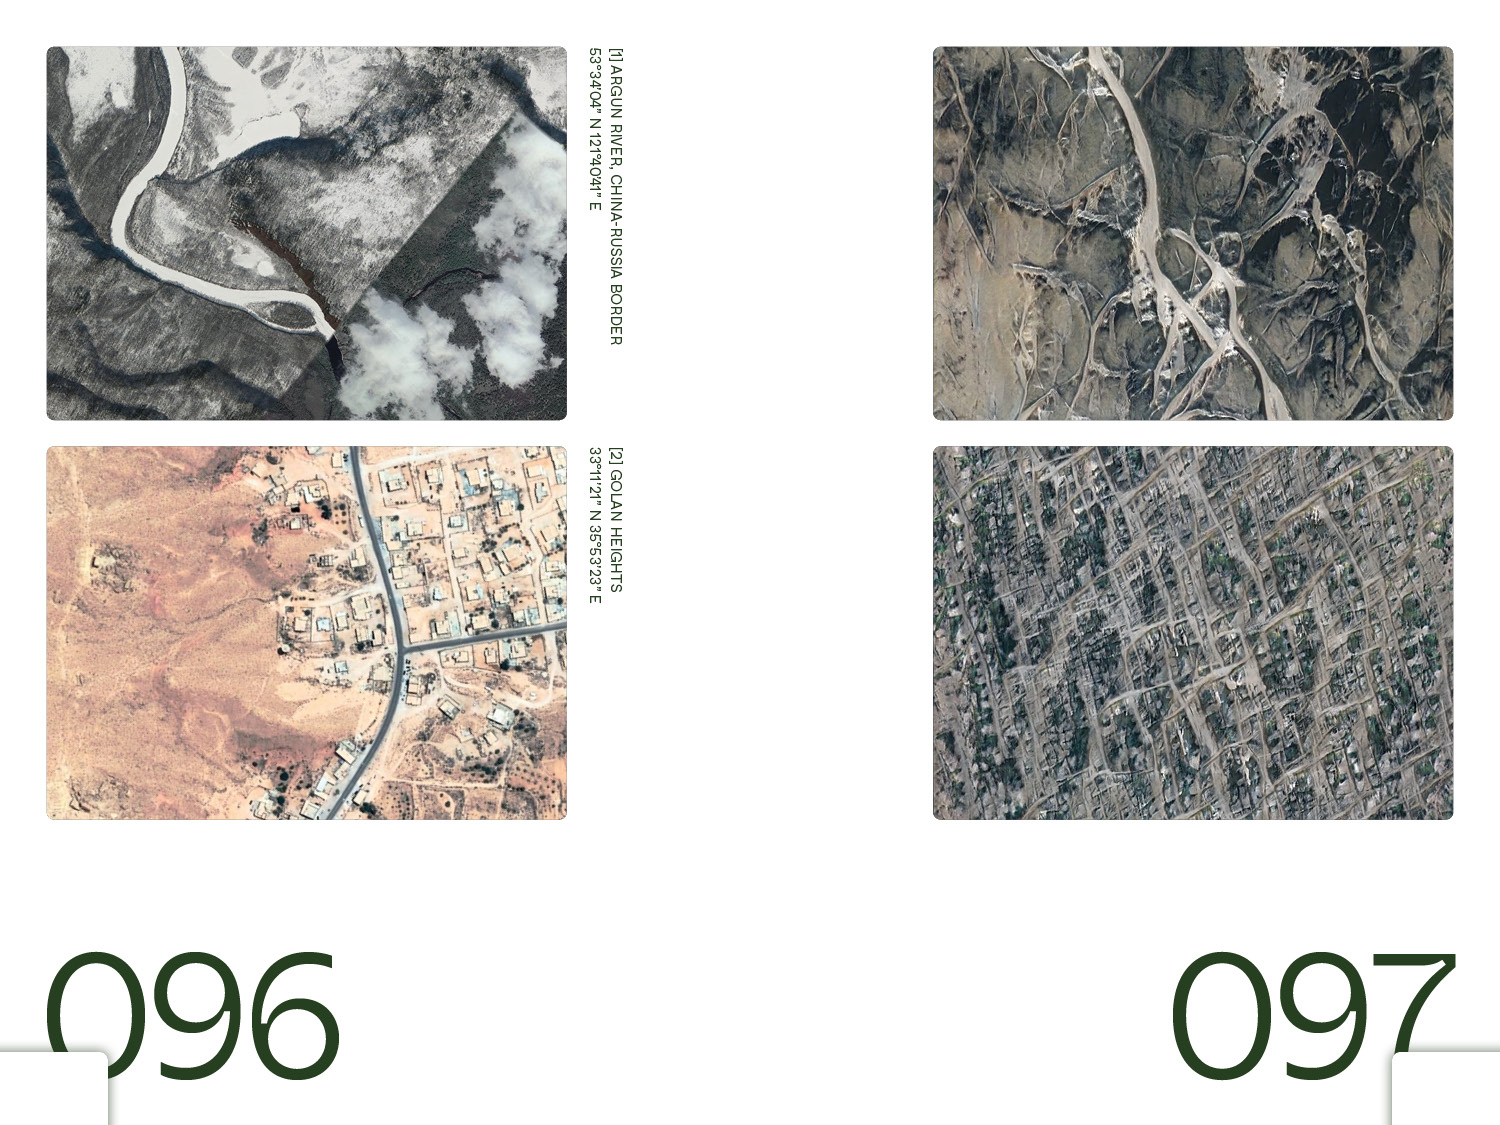 [1] ARGUN RIVER, CHINA-RUSSIA BORDER
53°34'04" N 121°40'41" E
[2] GOLAN HEIGHTS
33°11'21" N 35°53'23" E
096
097